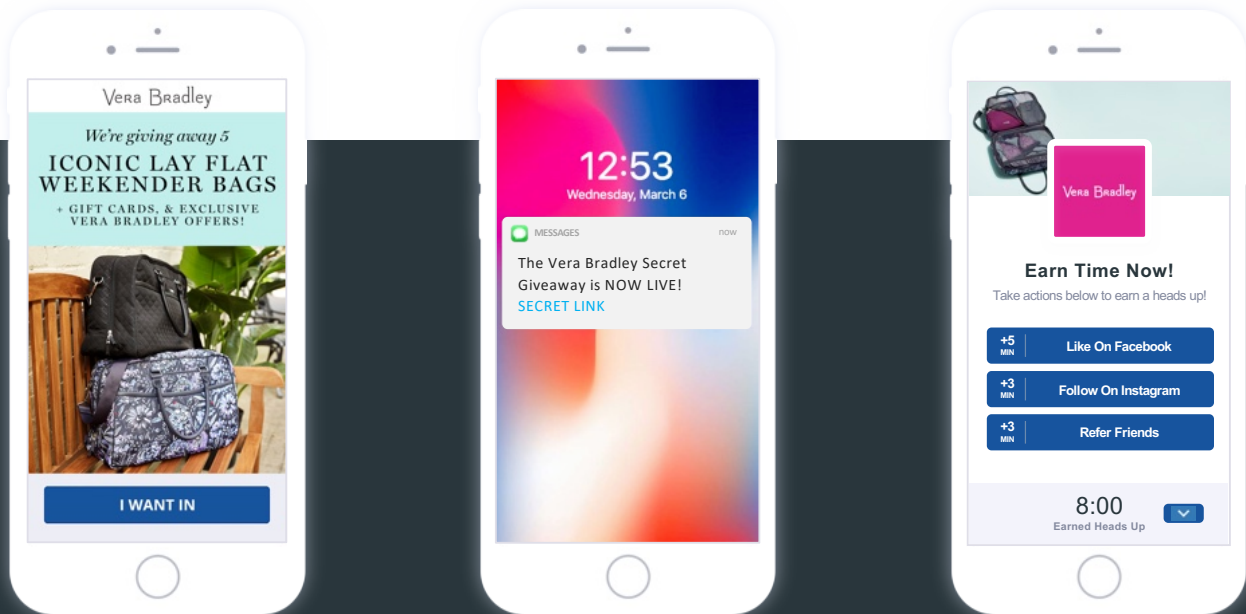 Vera Bradley
We're giving away 5
ICONIC LAY FLAT
WEEKENDER BAGS
+ GIFT CARDS, & EXCLUSIVE
VERA BRADLEY OFFERS!
I WANT IN
12:53
Wednesday, March 6
MESSAGES now
The Vera Bradley Secret
Giveaway is NOW LIVE!
SECRET LINK
Vera Bradley
Earn Time Now!
Take actions below to earn a heads up!
+5
MIN
Like On Facebook
+3
MIN
Follow On Instagram
+3
MIN
Refer Friends
8:00
Earned Heads Up